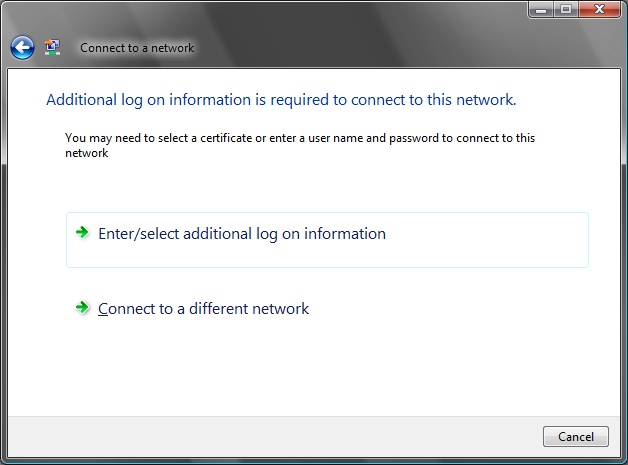 Connect to a network
Additional log on information is required to connect to this network.
You may need to select a certificate or enter a user name and password to connect to this
network
Enter/select additional log on information
Connect to a different network
Cancel